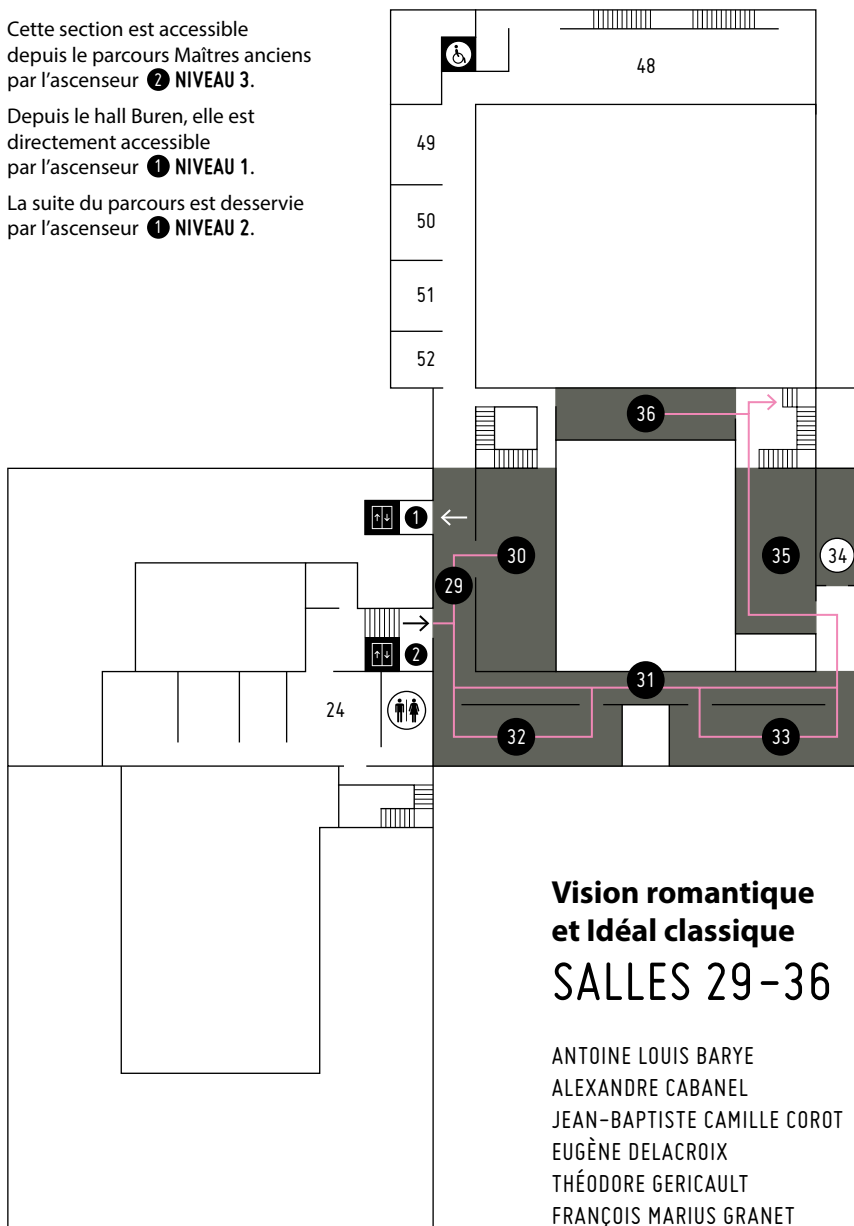 Cette section est accessible
depuis le parcours Maîtres anciens
par l'ascenseur 2 NIVEAU 3.
Depuis le hall Buren, elle est
directement accessible
par l'ascenseur 1 NIVEAU 1.
La suite du parcours est desservie
par l'ascenseur 1 NIVEAU 2.
48
49
50
51
52
36
1
30
35
34
29
2
31
24
32
33
Vision romantique
et Idéal classique
SALLES 29-36
ANTOINE LOUIS BARYE
ALEXANDRE CABANEL
JEAN-BAPTISTE CAMILLE COROT
EUGÈNE DELACROIX
THÉODORE GERICAULT
FRANÇOIS MARIUS GRANET